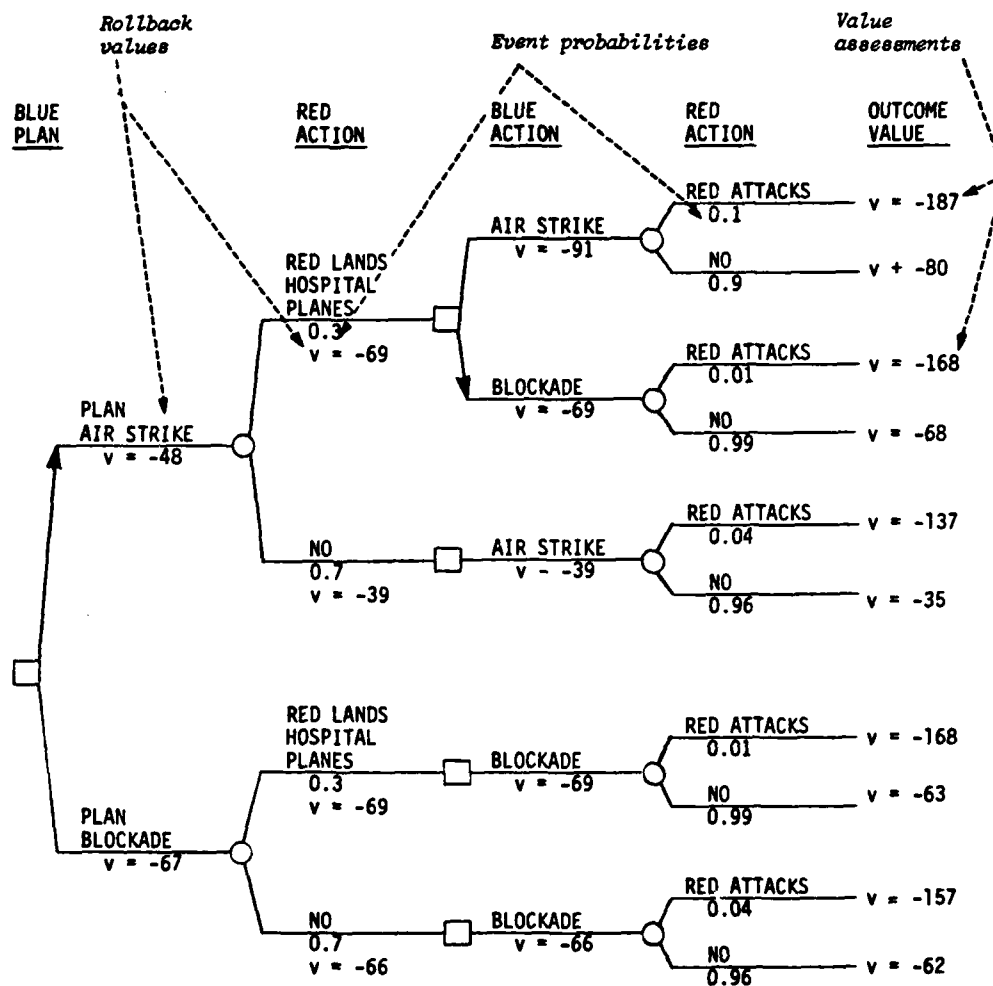 Rollback
values
Event probabilities
Value
assessments
BLUE
PLAN
RED
ACTION
BLUE
ACTION
RED
ACTION
OUTCOME
VALUE
RED ATTACKS
0.1
v = -187
AIR STRIKE
v = -91
NO
0.9
v + -80
RED LANDS
HOSPITAL
PLANES
0.3
v = -69
RED ATTACKS
0.01
v = -168
BLOCKADE
v = -69
NO
0.99
v = -68
PLAN
AIR STRIKE
v = -48
RED ATTACKS
0.04
v = -137
NO
0.7
v = -39
AIR STRIKE
v - -39
NO
0.96
v = -35
RED LANDS
HOSPITAL
PLANES
0.3
v = -69
RED ATTACKS
0.01
v = -168
BLOCKADE
v = -69
NO
0.99
v = -63
PLAN
BLOCKADE
v = -67
RED ATTACKS
0.04
v = -157
NO
0.7
v = -66
BLOCKADE
v = -66
NO
0.96
v = -62